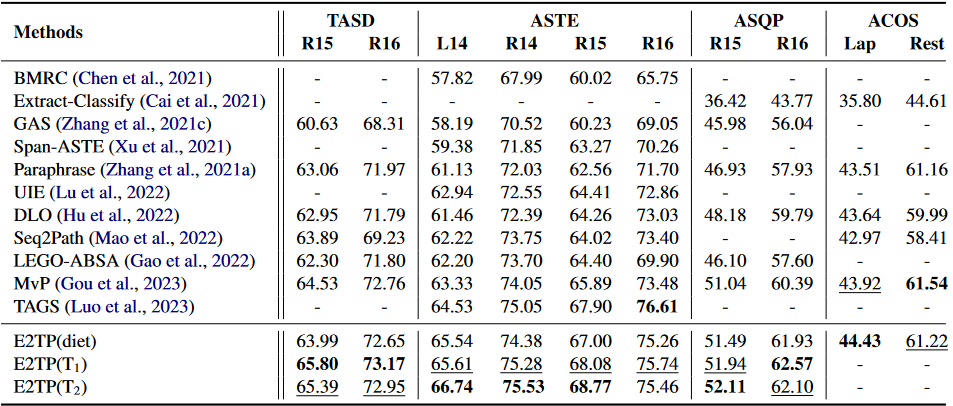 Methods TASD ASTE ASQP ACOS
R15 R16 L14 R14 R15 R16 R15 R16 Lap Rest
BMRC (Chen et al., 2021) - - 57.82 67.99 60.02 65.75 - - - -
Extract-Classify (Cai et al., 2021) - - - - - - 36.42 43.77 35.80 44.61
GAS (Zhang et al., 2021c) 60.63 68.31 58.19 70.52 60.23 69.05 45.98 56.04 - -
Span-ASTE (Xu et al., 2021) - - 59.38 71.85 63.27 70.26 - - - -
Paraphrase (Zhang et al., 2021a) 63.06 71.97 61.13 72.03 62.56 71.70 46.93 57.93 43.51 61.16
UIE (Lu et al., 2022) - - 62.94 72.55 64.41 72.86 - - - -
DLO (Hu et al., 2022) 62.95 71.79 61.46 72.39 64.26 73.03 48.18 59.79 43.64 59.99
Seq2Path (Mao et al., 2022) 63.89 69.23 62.22 73.75 64.02 73.40 - - 42.97 58.41
LEGO-ABSA (Gao et al., 2022) 62.30 71.80 62.20 73.70 64.40 69.90 46.10 57.60 - -
MvP (Gou et al., 2023) 64.53 72.76 63.33 74.05 65.89 73.48 51.04 60.39 43.92 61.54
TAGS (Luo et al., 2023) - - 64.53 75.05 67.90 76.61 - - - -
E2TP(diet) 63.99 72.65 65.54 74.38 67.00 75.26 51.49 61.93 44.43 61.22
E2TP(T₁) 65.80 73.17 65.61 75.28 68.08 75.74 51.94 62.57 - -
E2TP(T₂) 65.39 72.95 66.74 75.53 68.77 75.46 52.11 62.10 - -